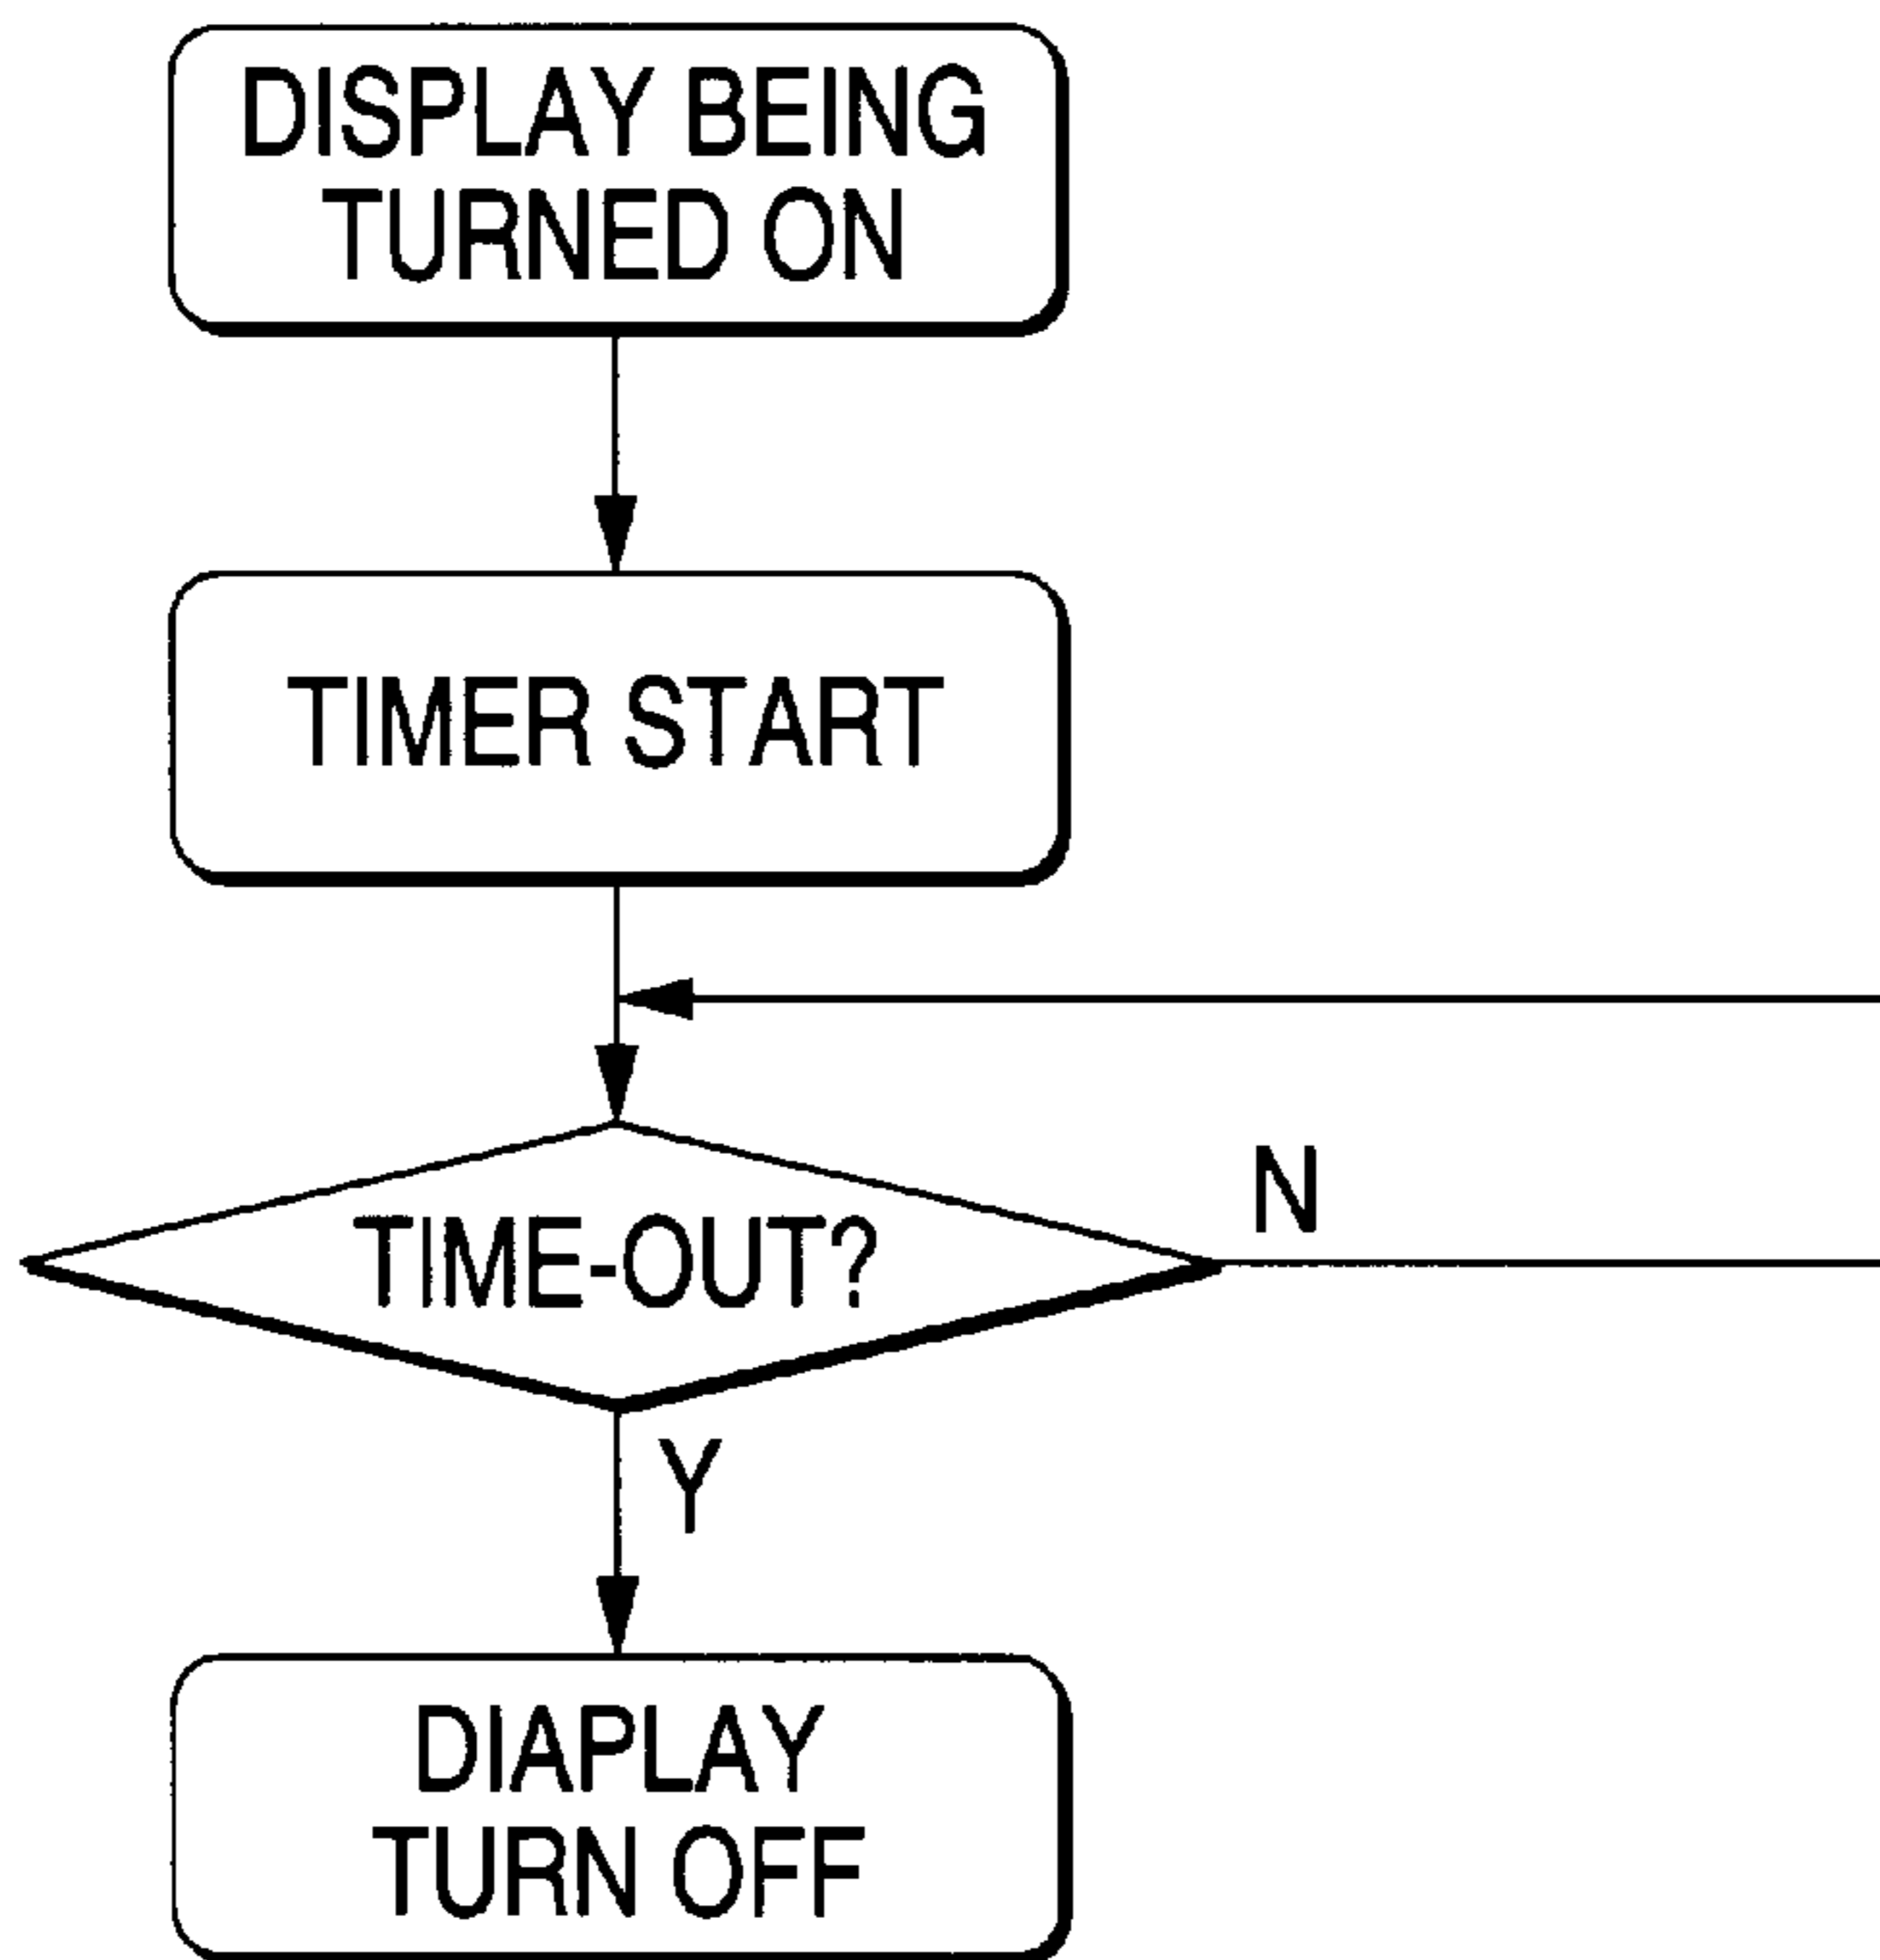 DISPLAY BEING
TURNED ON
TIMER START
TIME-OUT?
N
Y
DIAPLAY
TURN OFF